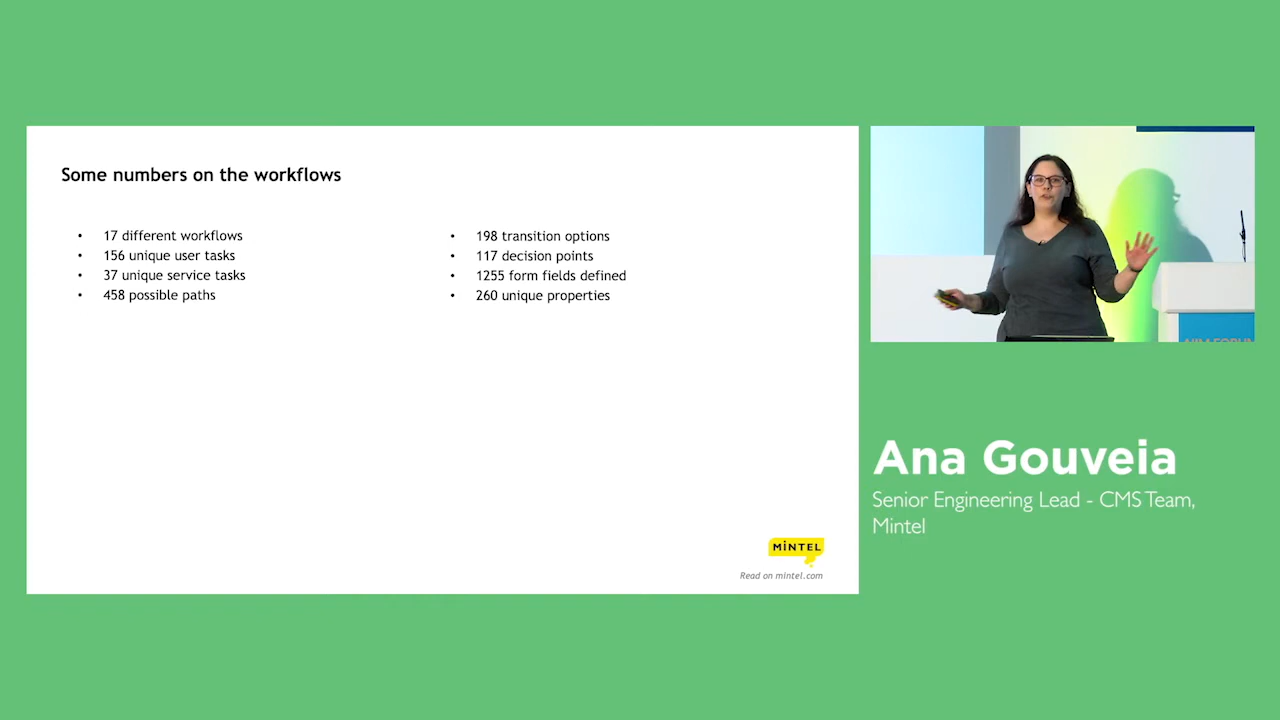 Some numbers on the workflows
• 17 different workflows
• 156 unique user tasks
• 37 unique service tasks
• 458 possible paths
• 198 transition options
• 117 decision points
• 1255 form fields defined
• 260 unique properties
MiNTEL
Read on mintel.com
AIIM FORUM
Ana Gouveia
Senior Engineering Lead - CMS Team,
Mintel